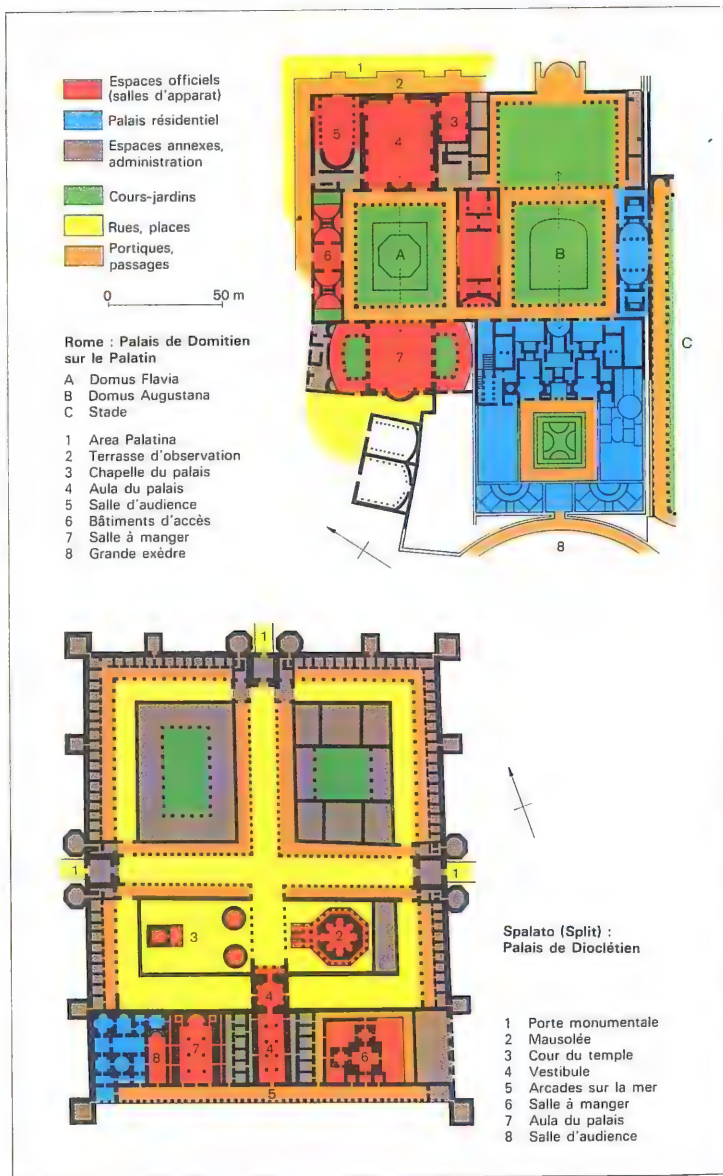 Espaces officiels
(salles d'apparat)
Palais résidentiel
Espaces annexes,
administration
Cours-jardins
Rues, places
Portiques,
passages
0 50 m
Rome : Palais de Domitien
sur le Palatin
A Domus Flavia
B Domus Augustana
C Stade
1 Area Palatina
2 Terrasse d'observation
3 Chapelle du palais
4 Aula du palais
5 Salle d'audience
6 Bâtiments d'accès
7 Salle à manger
8 Grande exèdre
1
2
5
4
3
6
A
B
C
7
8
1
1
1
3
2
4
8
7
4
6
5
Spalato (Split) :
Palais de Dioclétien
1 Porte monumentale
2 Mausolée
3 Cour du temple
4 Vestibule
5 Arcades sur la mer
6 Salle à manger
7 Aula du palais
8 Salle d'audience